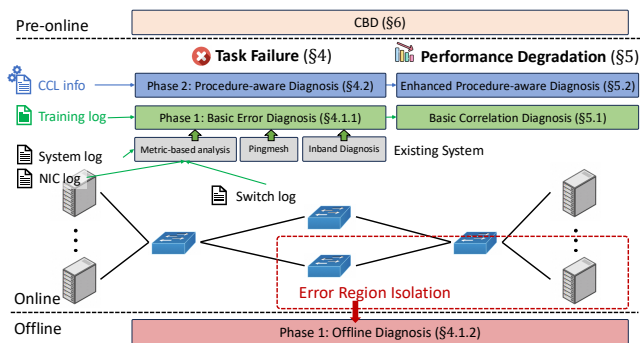 Pre-online
CBD (§6)
Task Failure (§4)
Performance Degradation (§5)
CCL info
Phase 2: Procedure-aware Diagnosis (§4.2)
Enhanced Procedure-aware Diagnosis (§5.2)
Training log
Phase 1: Basic Error Diagnosis (§4.1.1)
Basic Correlation Diagnosis (§5.1)
System log
Metric-based analysis
Pingmesh
Inband Diagnosis
Existing System
NIC log
Switch log
Error Region Isolation
Online
Offline
Phase 1: Offline Diagnosis (§4.1.2)